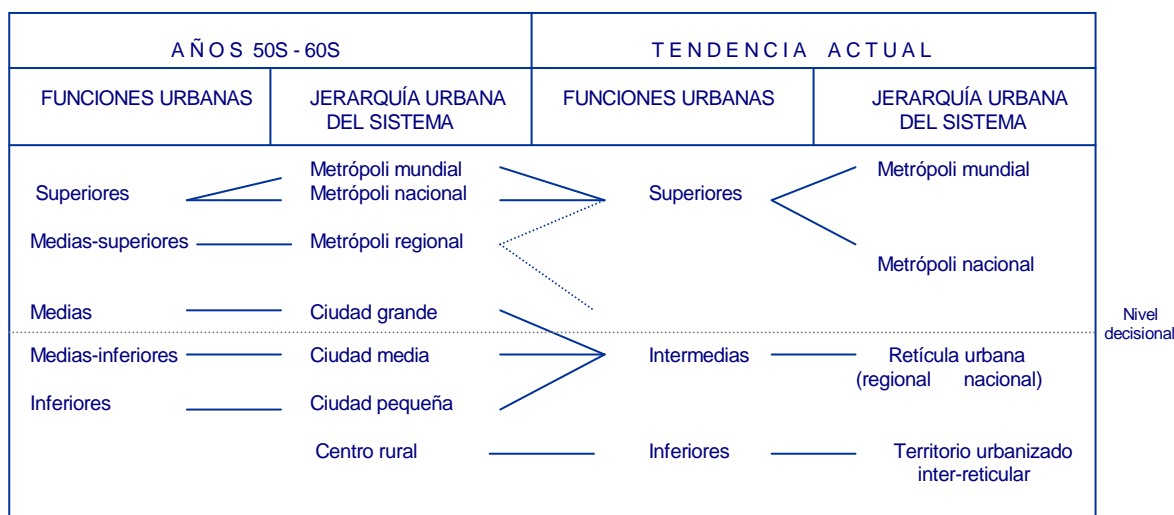 AÑOS 50S - 60S
TENDENCIA ACTUAL
FUNCIONES URBANAS
JERARQUÍA URBANA
DEL SISTEMA
FUNCIONES URBANAS
JERARQUÍA URBANA
DEL SISTEMA
Metrópoli mundial
Metrópoli mundial
Superiores
Metrópoli nacional
Superiores
Medias-superiores
Metrópoli regional
Metrópoli nacional
Medias
Ciudad grande
Nivel
decisional
Medias-inferiores
Ciudad media
Intermedias
Retícula urbana
(regional nacional)
Inferiores
Ciudad pequeña
Centro rural
Inferiores
Territorio urbanizado
inter-reticular